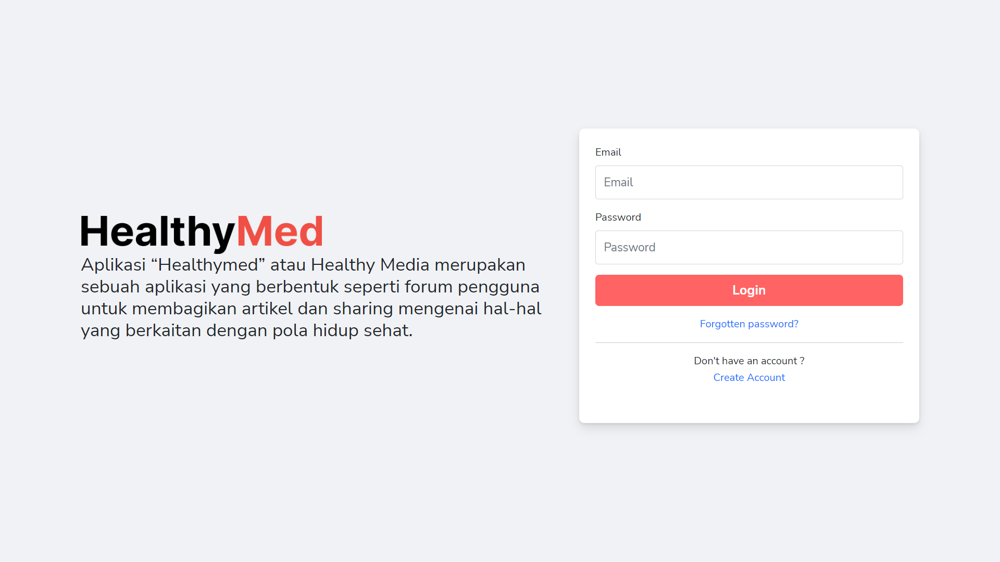 HealthyMed
Aplikasi “Healthymed” atau Healthy Media merupakan
sebuah aplikasi yang berbentuk seperti forum pengguna
untuk membagikan artikel dan sharing mengenai hal-hal
yang berkaitan dengan pola hidup sehat.
Email
Email
Password
Password
Login
Forgotten password?
Don't have an account ?
Create Account